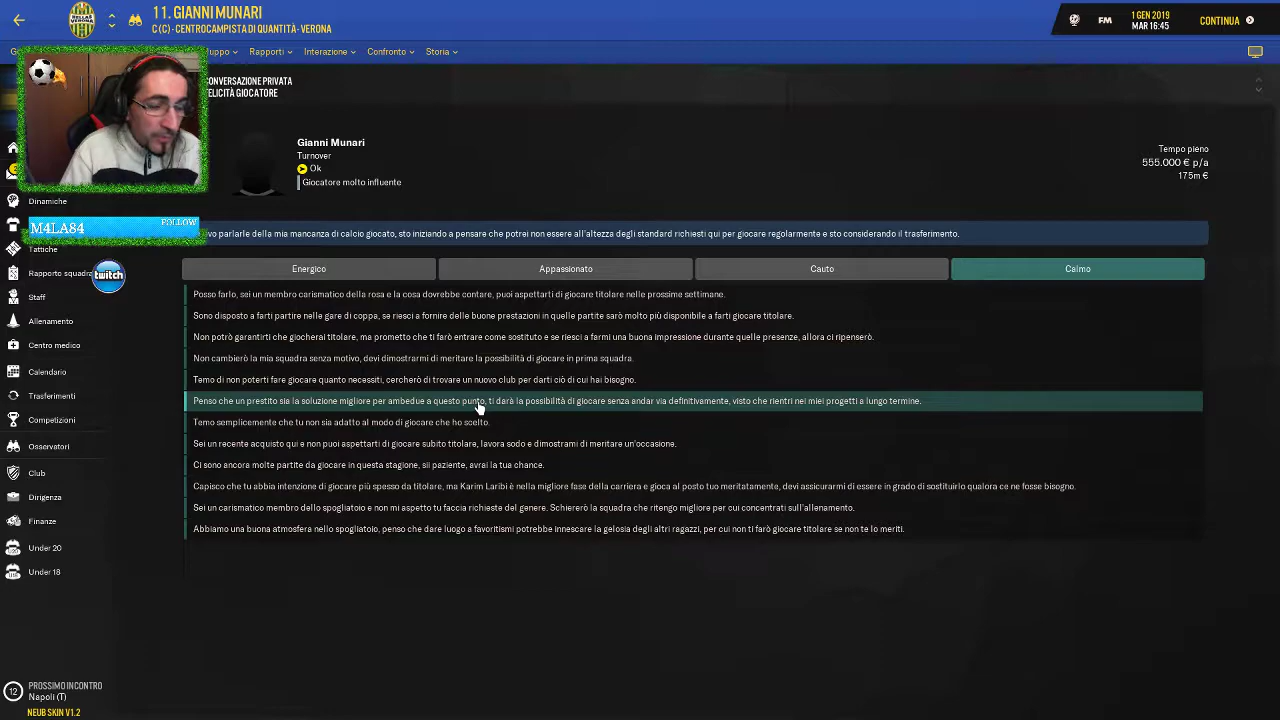 11. GIANNI MUNARI
C (C) - CENTROCAMPISTA DI QUANTITÀ - VERONA
FM
1 GEN 2019
MAR 16:45
CONTINUA
Rapporti
Interazione
Confronto
Storia
CONVERSAZIONE PRIVATA
FELICITÀ GIOCATORE
Gianni Munari
Turnover
Ok
Giocatore molto influente
Tempo pieno
555.000 € p/a
175m €
Dinamiche
M4LA84
FOLLOW
twitch
vo parlarle della mia mancanza di calcio giocato, sto iniziando a pensare che potrei non essere all'altezza degli standard richiesti qui per giocare regolarmente e sto considerando il trasferimento.
Tattiche
Rapporto squadra
Staff
Allenamento
Centro medico
Calendario
Trasferimenti
Competizioni
Osservatori
Club
Dirigenza
Finanze
Under 20
Under 18
Energico
Appassionato
Cauto
Calmo
Posso farlo, sei un membro carismatico della rosa e la cosa dovrebbe contare, puoi aspettarti di giocare titolare nelle prossime settimane.
Sono disposto a farti partire nelle gare di coppa, se riesci a fornire delle buone prestazioni in quelle partite sarò molto più disponibile a farti giocare titolare.
Non potrò garantirti che giocherai titolare, ma prometto che ti farò entrare come sostituto e se riesci a farmi una buona impressione durante quelle presenze, allora ci ripenserò.
Non cambierò la mia squadra senza motivo, devi dimostrarmi di meritare la possibilità di giocare in prima squadra.
Temo di non poterti fare giocare quanto necessiti, cercherò di trovare un nuovo club per darti ciò di cui hai bisogno.
Penso che un prestito sia la soluzione migliore per ambedue a questo punto, ti darà la possibilità di giocare senza andar via definitivamente, visto che rientri nei miei progetti a lungo termine.
Temo semplicemente che tu non sia adatto al modo di giocare che ho scelto.
Sei un recente acquisto qui e non puoi aspettarti di giocare subito titolare, lavora sodo e dimostrami di meritare un'occasione.
Ci sono ancora molte partite da giocare in questa stagione, sii paziente, avrai la tua chance.
Capisco che tu abbia intenzione di giocare più spesso da titolare, ma Karim Laribi è nella migliore fase della carriera e gioca al posto tuo meritatamente, devi assicurarmi di essere in grado di sostituirlo qualora ce ne fosse bisogno.
Sei un carismatico membro dello spogliatoio e non mi aspetto tu faccia richieste del genere. Schiererò la squadra che ritengo migliore per cui concentrati sull'allenamento.
Abbiamo una buona atmosfera nello spogliatoio, penso che dare luogo a favoritismi potrebbe innescare la gelosia degli altri ragazzi, per cui non ti farò giocare titolare se non te lo meriti.
12
PROSSIMO INCONTRO
Napoli (T)
NEUB SKIN V1.2